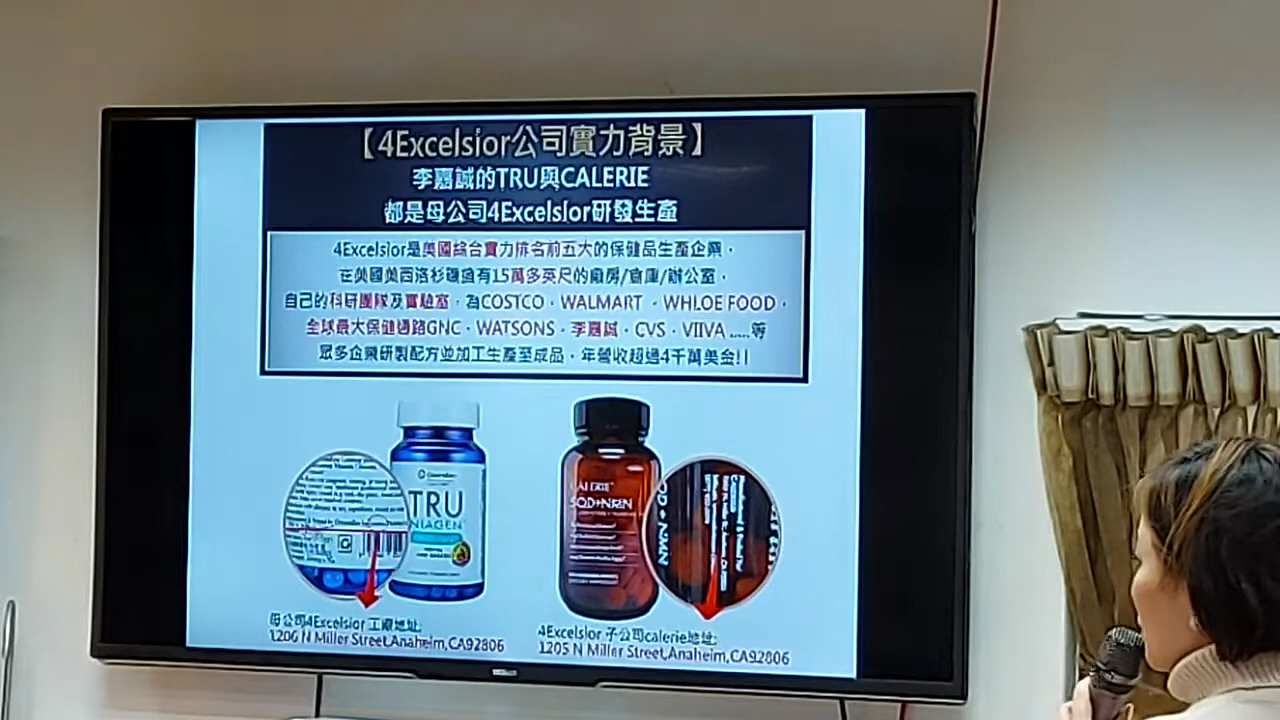 【4Excelsior公司實力背景】
李嘉誠的TRU與CALERIE
都是母公司4Excelsior研發生產
4Excelsior是美國綜合實力排名前五大的保健品生產企業，
在美國奧西洛杉磯擁有15萬多英尺的廠房/倉庫/辦公室，
自己的科研團隊及實驗室，為COSTCO、WALMART、WHLOE FOOD，
全球最大保健通路GNC、WATSONS、李嘉誠、CVS、VIIVA .....等
眾多企業研製配方並加工生產至成品，年營收超過4千萬美金!!
TRU
NIAGEN
CALERIE
SOD+NMN
OD + NMN
母公司4Excelsior 工廠地址:
1206 N Miller Street,Anaheim,CA92806
4Excelsior 子公司calerie地址:
1205 N Miller Street,Anaheim,CA92806